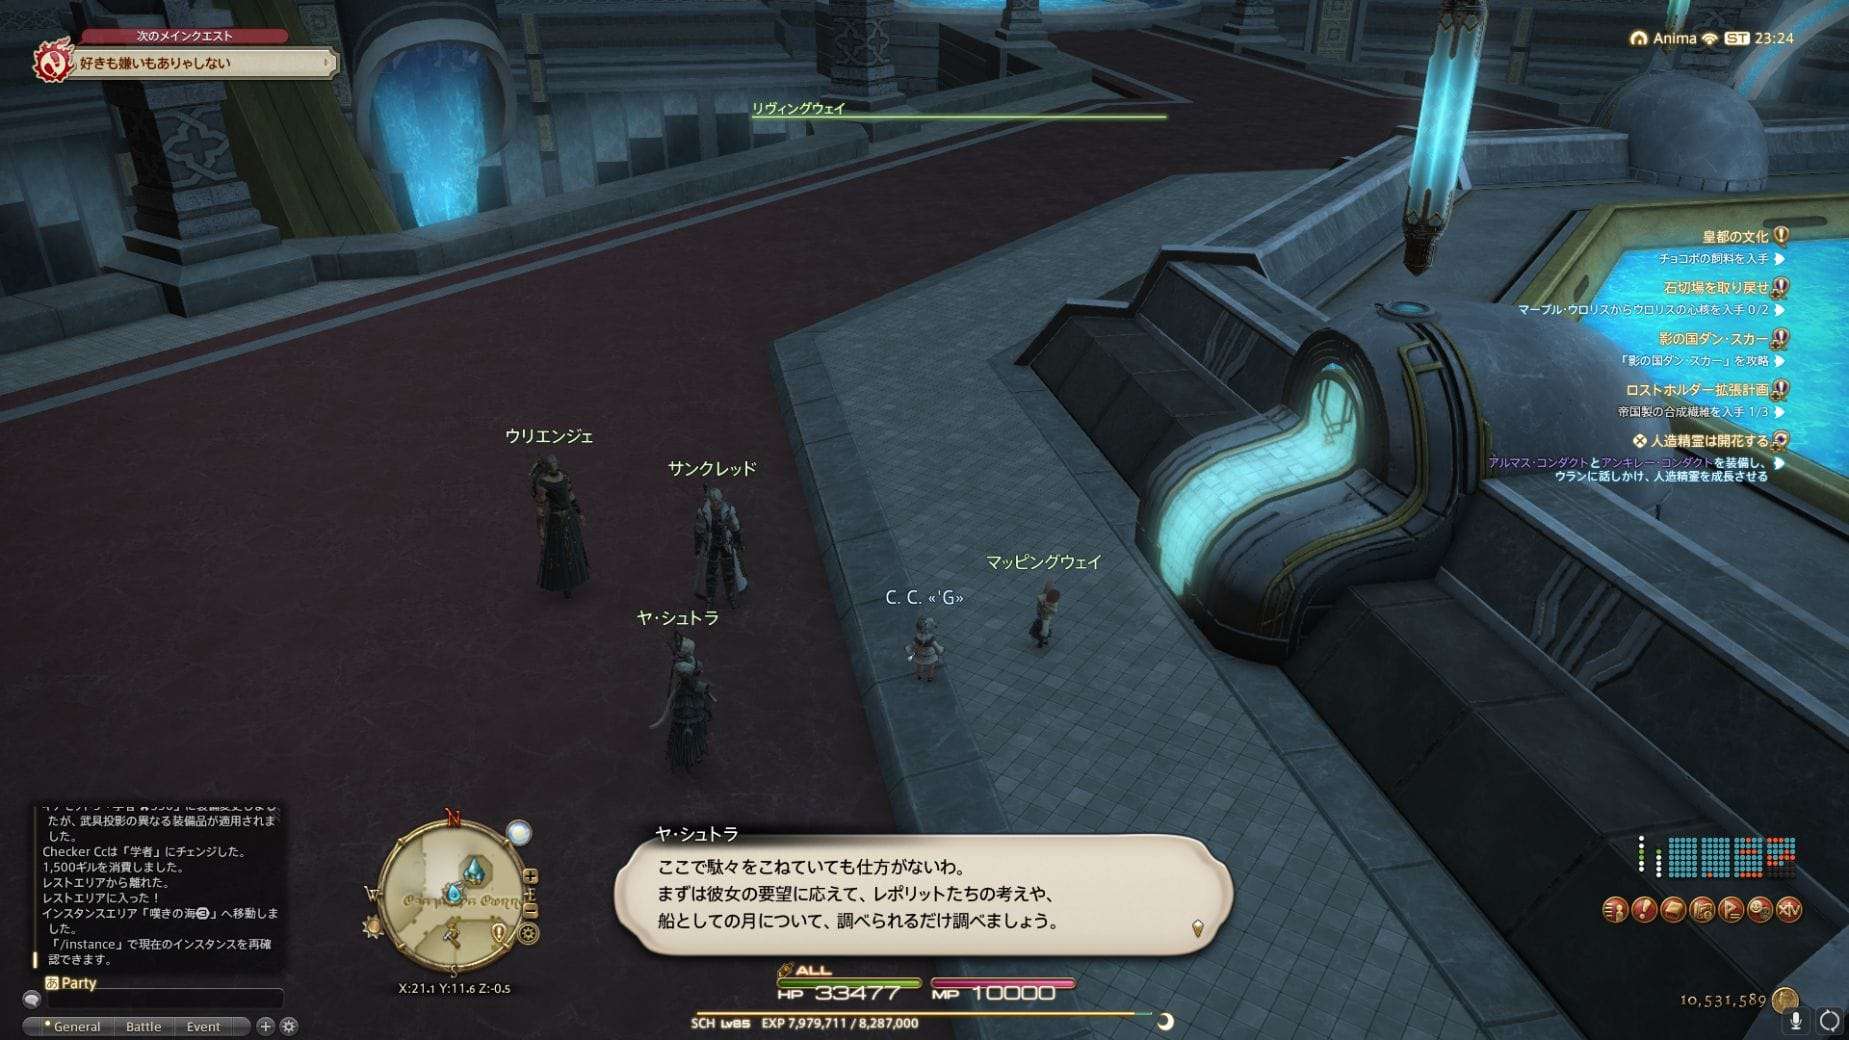 次のメインクエスト
好きも嫌いもありゃしない
Anima ST 23:24
リヴィングウェイ
皇都の文化
チョコボの飼料を入手
石切場を取り戻せ
マーブル・ウロリスからウロリスの心核を入手 0/2
影の国ダン・スカー
「影の国ダン・スカー」を攻略
ロストホルダー拡張計画
帝国製の合成繊維を入手 1/3
人造精霊は開花する
アルマス・コンダクトとアンキレー・コンダクトを装備し、
ウランに話しかけ、人造精霊を成長させる
ウリエンジェ
サンクレッド
マッピングウェイ
C. C. «'G»
ヤ・シュトラ
たが、武具投影の異なる装備品が適用されま
した。
Checker Ccは「学者」にチェンジした。
1,500ギルを消費しました。
レストエリアから離れた。
レストエリアに入った！
インスタンスエリア「嘆きの海3」へ移動しま
した。
「/instance」で現在のインスタンスを再確
認できます。
あ Party
General Battle Event
N
W
S
X:21.1 Y:11.6 Z:-0.5
ヤ・シュトラ
ここで駄々をこねていても仕方がないわ。
まずは彼女の要望に応えて、レポリットたちの考えや、
船としての月について、調べられるだけ調べましょう。
ALL
HP 33477 MP 10000
SCH Lv85 EXP 7,979,711 / 8,287,000
XIV
10,531,589